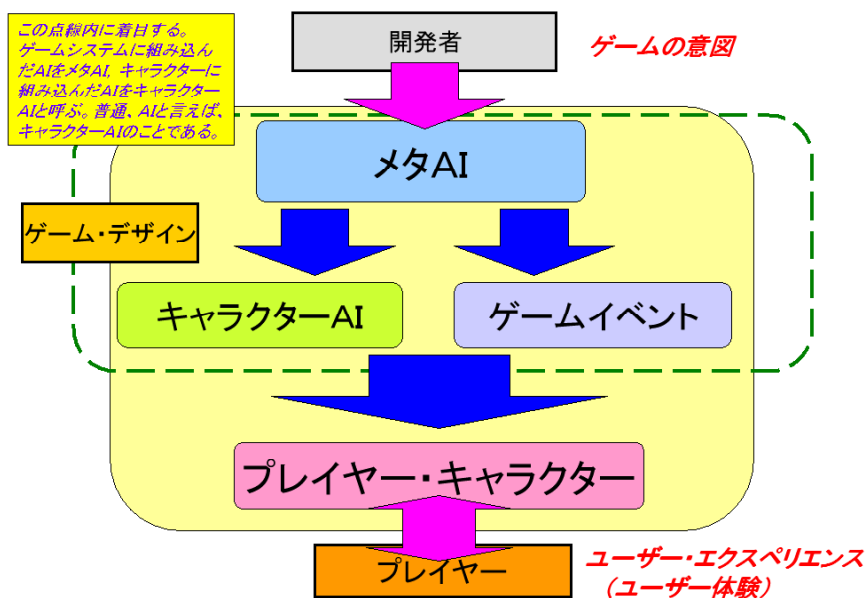 この点線内に着目する。
ゲームシステムに組み込ん
だAIをメタAI, キャラクターに
組み込んだAIをキャラクター
AIと呼ぶ。普通、AIと言えば、
キャラクターAIのことである。
開発者
ゲームの意図
メタAI
ゲーム・デザイン
キャラクターAI
ゲームイベント
プレイヤー・キャラクター
プレイヤー
ユーザー・エクスペリエンス
(ユーザー体験)